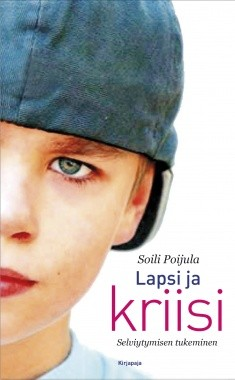 Soili Poijula
Lapsi ja
kriisi
Selviytymisen tukeminen
Kirjapaja